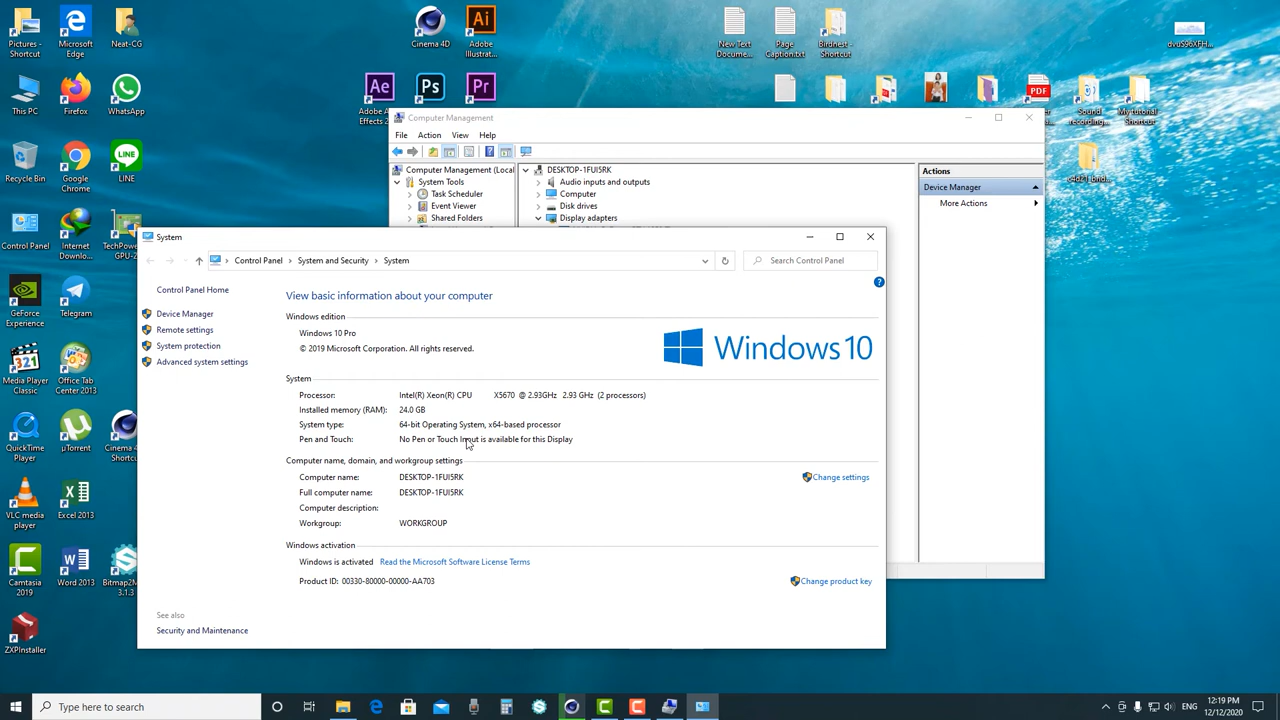 Pictures - Shortcut
Microsoft Edge
Neat-CG
Cinema 4D
Ai
Adobe Illustrat...
New Text Docume...
Page Caption.txt
Birdnest - Shortcut
dvuS96XFH...
This PC
Firefox
WhatsApp
Ae
Adobe A
Effects 2
Ps
Pr
PDF
Sound recording...
My tutorial Shortcut
Recycle Bin
Google Chrome
LINE
LINE
Control Panel
Internet Downlo...
TechPower
GPU-Z
GeForce Experience
Telegram
Media Player Classic
Office Tab Center 2013
QuickTime Player
µTorrent
Cinema 4
Shortcut
VLC media player
Excel 2013
Camtasia 2019
Word 2013
Bitmap2M
3.1.3
ZXPInstaller
Computer Management
File Action View Help
Computer Management (Local
System Tools
Task Scheduler
Event Viewer
Shared Folders
DESKTOP-1FUI5RK
Audio inputs and outputs
Computer
Disk drives
Display adapters
Actions
Device Manager
More Actions
System
Control Panel > System and Security > System
Search Control Panel
Control Panel Home
Device Manager
Remote settings
System protection
Advanced system settings
See also
Security and Maintenance
View basic information about your computer
Windows edition
Windows 10 Pro
© 2019 Microsoft Corporation. All rights reserved.
Windows 10
System
Processor: Intel(R) Xeon(R) CPU X5670 @ 2.93GHz 2.93 GHz (2 processors)
Installed memory (RAM): 24.0 GB
System type: 64-bit Operating System, x64-based processor
Pen and Touch: No Pen or Touch Input is available for this Display
Computer name, domain, and workgroup settings
Computer name: DESKTOP-1FUI5RK
Change settings
Full computer name: DESKTOP-1FUI5RK
Computer description:
Workgroup: WORKGROUP
Windows activation
Windows is activated Read the Microsoft Software License Terms
Product ID: 00330-80000-00000-AA703
Change product key
Type here to search
12:19 PM
12/12/2020